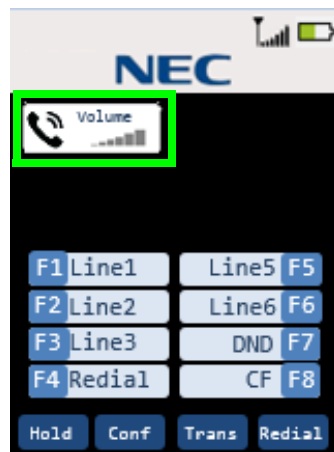 NEC
Volume
F1 Line1 Line5 F5
F2 Line2 Line6 F6
F3 Line3 DND F7
F4 Redial CF F8
Hold Conf Trans Redial